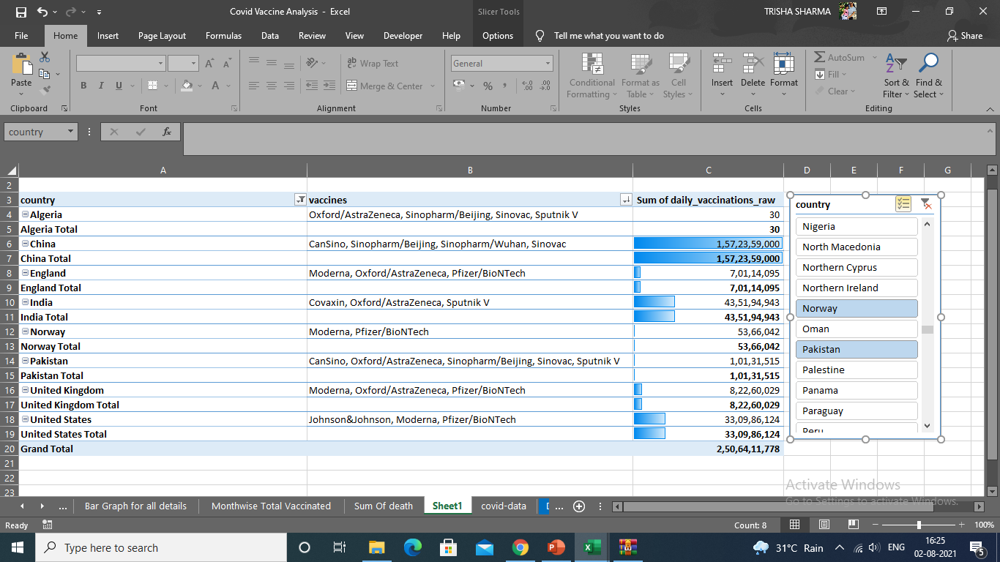 Covid Vaccine Analysis - Excel
Slicer Tools
TRISHA SHARMA
File Home Insert Page Layout Formulas Data Review View Developer Help Options Tell me what you want to do Share
Paste
B I U
General
Wrap Text
Merge & Center
% ,
Conditional Formatting
Format as Table
Cell Styles
Insert Delete Format
AutoSum
Fill
Clear
Sort & Filter
Find & Select
Clipboard Font Alignment Number Styles Cells Editing
country fx
A B C D E F G
2
3 country vaccines Sum of daily_vaccinations_raw
4 Algeria Oxford/AstraZeneca, Sinopharm/Beijing, Sinovac, Sputnik V 30
5 Algeria Total 30
6 China CanSino, Sinopharm/Beijing, Sinopharm/Wuhan, Sinovac 1,57,23,59,000
7 China Total 1,57,23,59,000
8 England Moderna, Oxford/AstraZeneca, Pfizer/BioNTech 7,01,14,095
9 England Total 7,01,14,095
10 India Covaxin, Oxford/AstraZeneca, Sputnik V 43,51,94,943
11 India Total 43,51,94,943
12 Norway Moderna, Pfizer/BioNTech 53,66,042
13 Norway Total 53,66,042
14 Pakistan CanSino, Oxford/AstraZeneca, Sinopharm/Beijing, Sinovac, Sputnik V 1,01,31,515
15 Pakistan Total 1,01,31,515
16 United Kingdom Moderna, Oxford/AstraZeneca, Pfizer/BioNTech 8,22,60,029
17 United Kingdom Total 8,22,60,029
18 United States Johnson&Johnson, Moderna, Pfizer/BioNTech 33,09,86,124
19 United States Total 33,09,86,124
20 Grand Total 2,50,64,11,778
21
22
23
country
Nigeria
North Macedonia
Northern Cyprus
Northern Ireland
Norway
Oman
Pakistan
Palestine
Panama
Paraguay
Peru
Activate Windows
Go to Settings to activate Windows.
... Bar Graph for all details Monthwise Total Vaccinated Sum Of death Sheet1 covid-data ...
Ready Count: 8 100%
Type here to search
31°C Rain ENG
16:25
02-08-2021
5